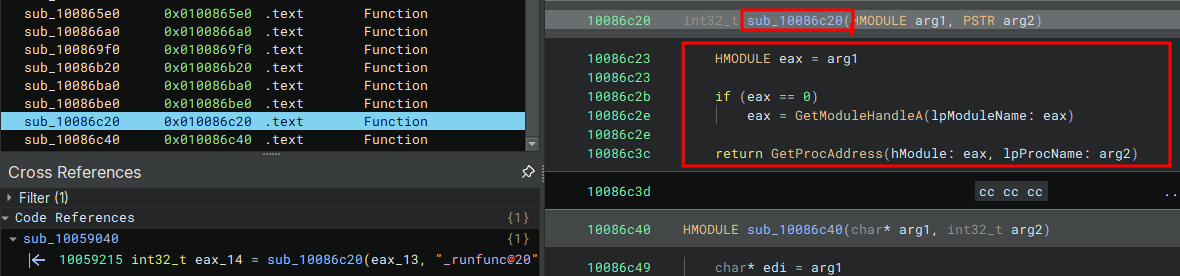 sub_100865e0 0x0100865e0 .text Function
sub_100866a0 0x0100866a0 .text Function
sub_100869f0 0x0100869f0 .text Function
sub_10086b20 0x010086b20 .text Function
sub_10086ba0 0x010086ba0 .text Function
sub_10086be0 0x010086be0 .text Function
sub_10086c20 0x010086c20 .text Function
sub_10086c40 0x010086c40 .text Function
Cross References
Filter (1)
Code References {1}
sub_10059040 {1}
10059215 int32_t eax_14 = sub_10086c20(eax_13, "_runfunc@20"
10086c20 int32_t sub_10086c20(HMODULE arg1, PSTR arg2)
10086c23 HMODULE eax = arg1
10086c23
10086c2b if (eax == 0)
10086c2e eax = GetModuleHandleA(lpModuleName: eax)
10086c2e
10086c3c return GetProcAddress(hModule: eax, lpProcName: arg2)
10086c3d cc cc cc ..
10086c40 HMODULE sub_10086c40(char* arg1, int32_t arg2)
10086c49 char* edi = arg1